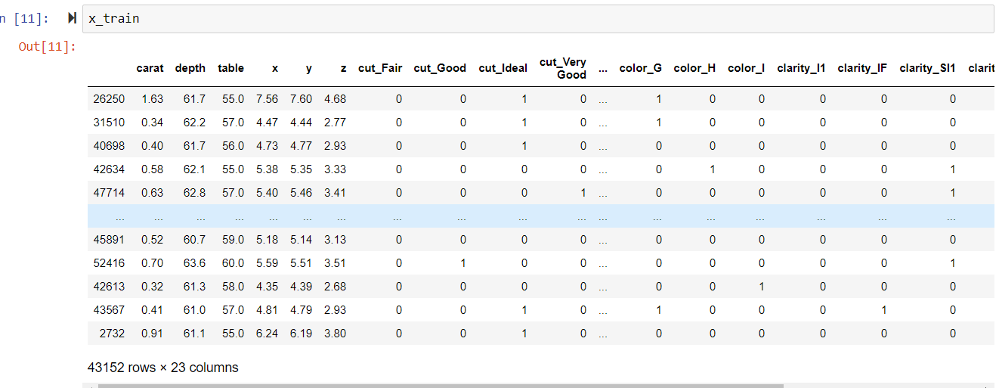 n [11]: x_train
Out[11]:
carat depth table x y z cut_Fair cut_Good cut_Ideal cut_Very Good ... color_G color_H color_I clarity_I1 clarity_IF clarity_SI1 clarit
26250 1.63 61.7 55.0 7.56 7.60 4.68 0 0 1 0 ... 1 0 0 0 0 0
31510 0.34 62.2 57.0 4.47 4.44 2.77 0 0 1 0 ... 1 0 0 0 0 0
40698 0.40 61.7 56.0 4.73 4.77 2.93 0 0 1 0 ... 0 0 0 0 0 0
42634 0.58 62.1 55.0 5.38 5.35 3.33 0 0 0 0 ... 0 1 0 0 0 1
47714 0.63 62.8 57.0 5.40 5.46 3.41 0 0 0 1 ... 0 0 0 0 0 1
... ... ... ... ... ... ... ... ... ... ... ... ... ... ... ... ... ...
45891 0.52 60.7 59.0 5.18 5.14 3.13 0 0 0 0 ... 0 0 0 0 0 0
52416 0.70 63.6 60.0 5.59 5.51 3.51 0 1 0 0 ... 0 0 0 0 0 1
42613 0.32 61.3 58.0 4.35 4.39 2.68 0 0 0 0 ... 0 0 1 0 0 0
43567 0.41 61.0 57.0 4.81 4.79 2.93 0 0 1 0 ... 1 0 0 0 1 0
2732 0.91 61.1 55.0 6.24 6.19 3.80 0 0 1 0 ... 0 0 0 0 0 0
43152 rows × 23 columns